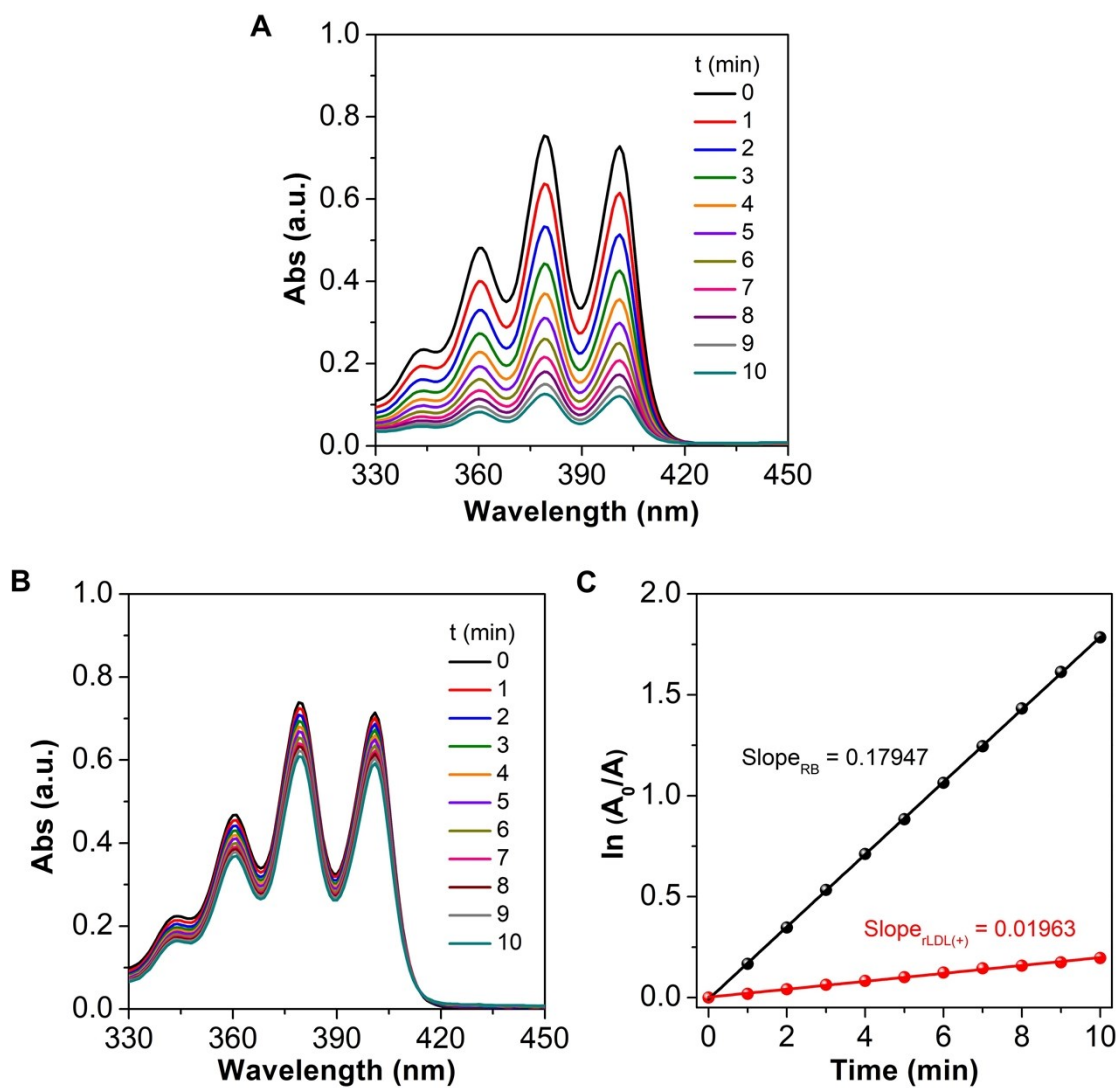 A
1.0
0.8
0.6
0.4
0.2
0.0
Abs (a.u.)
330 360 390 420 450
Wavelength (nm)
t (min)
0
1
2
3
4
5
6
7
8
9
10
B
1.0
0.8
0.6
0.4
0.2
0.0
Abs (a.u.)
330 360 390 420 450
Wavelength (nm)
t (min)
0
1
2
3
4
5
6
7
8
9
10
C
2.0
1.5
1.0
0.5
0.0
ln (A0/A)
Slope RB = 0.17947
Slope rLDL(+) = 0.01963
0 2 4 6 8 10
Time (min)